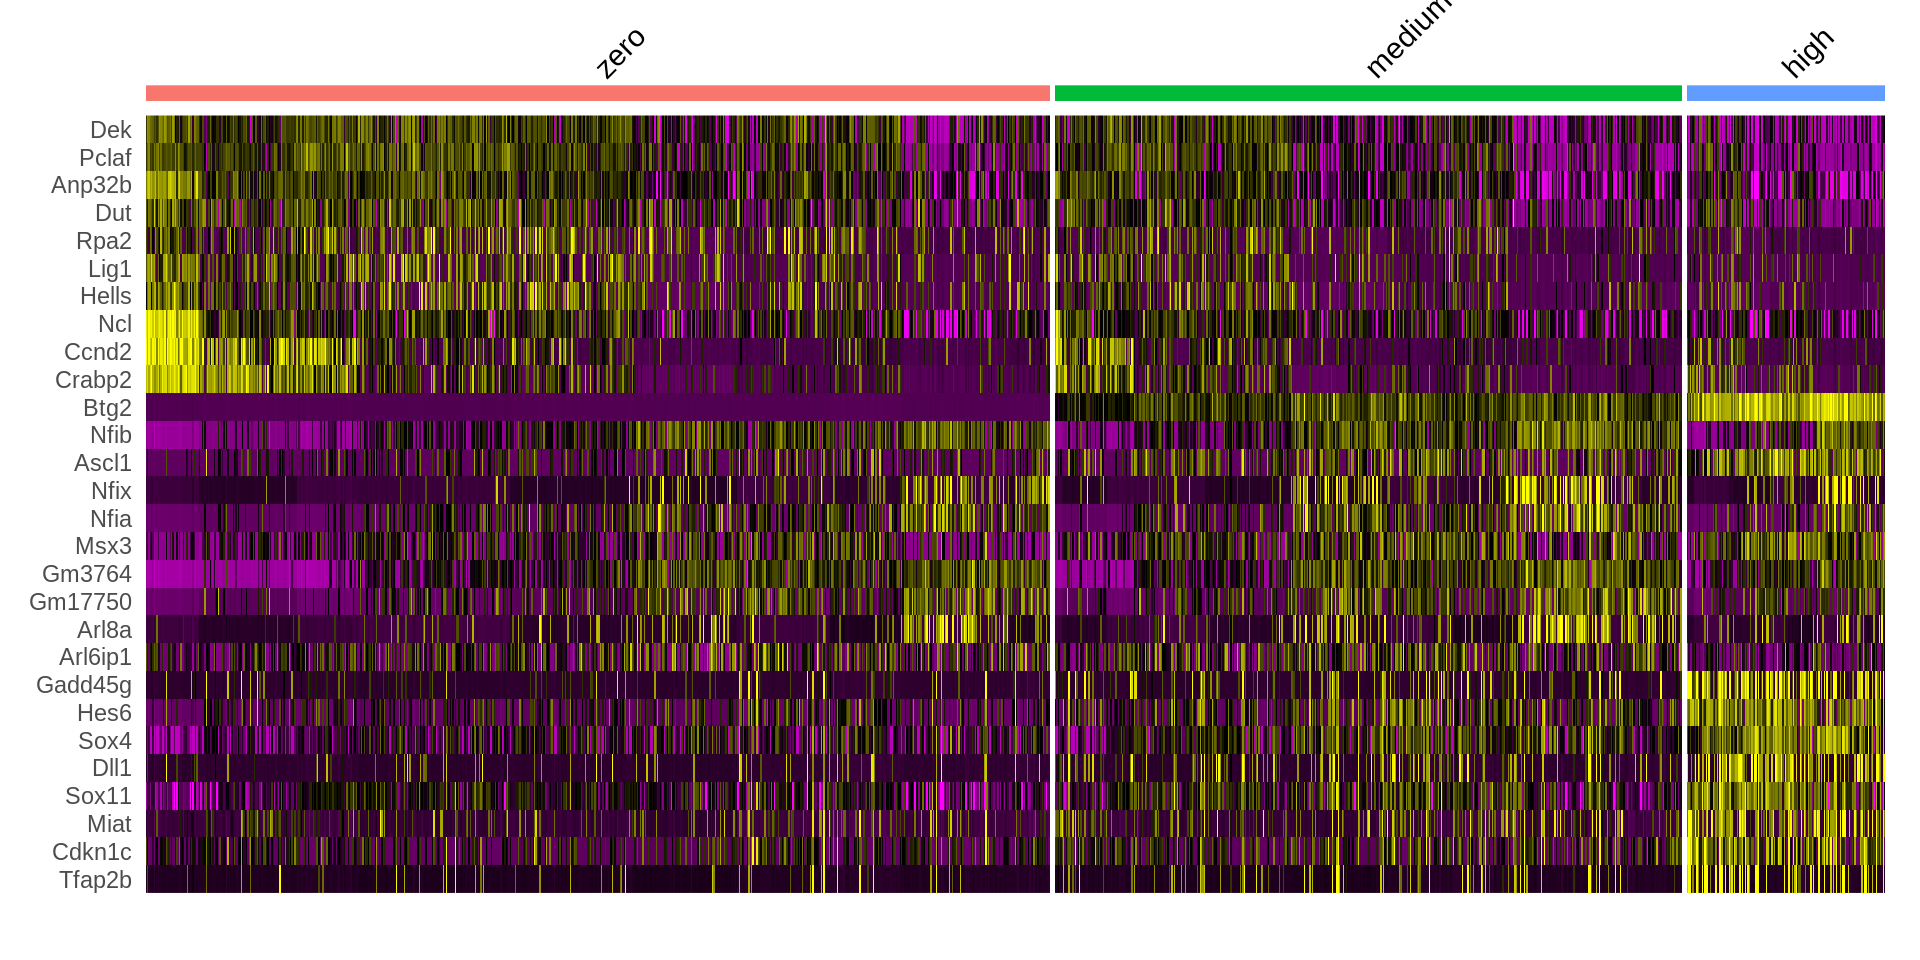 zero
medium
high
Dek
Pclaf
Anp32b
Dut
Rpa2
Lig1
Hells
Ncl
Ccnd2
Crabp2
Btg2
Nfib
Ascl1
Nfix
Nfia
Msx3
Gm3764
Gm17750
Arl8a
Arl6ip1
Gadd45g
Hes6
Sox4
Dll1
Sox11
Miat
Cdkn1c
Tfap2b